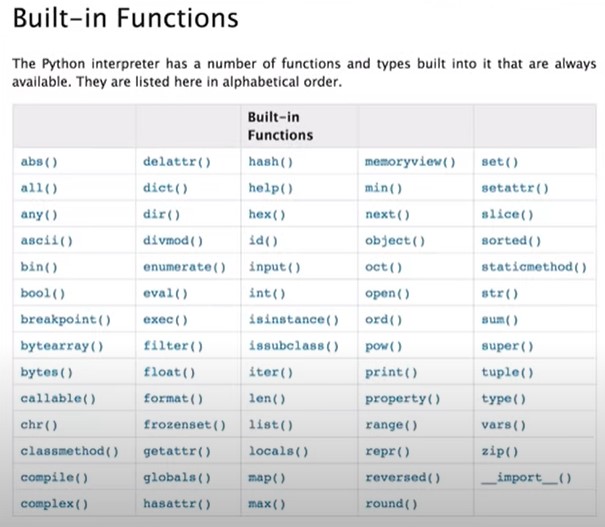 Built-in Functions
The Python interpreter has a number of functions and types built into it that are always
available. They are listed here in alphabetical order.
Built-in
Functions
abs() delattr() hash() memoryview() set()
all() dict() help() min() setattr()
any() dir() hex() next() slice()
ascii() divmod() id() object() sorted()
bin() enumerate() input() oct() staticmethod()
bool() eval() int() open() str()
breakpoint() exec() isinstance() ord() sum()
bytearray() filter() issubclass() pow() super()
bytes() float() iter() print() tuple()
callable() format() len() property() type()
chr() frozenset() list() range() vars()
classmethod() getattr() locals() repr() zip()
compile() globals() map() reversed() __import__()
complex() hasattr() max() round()